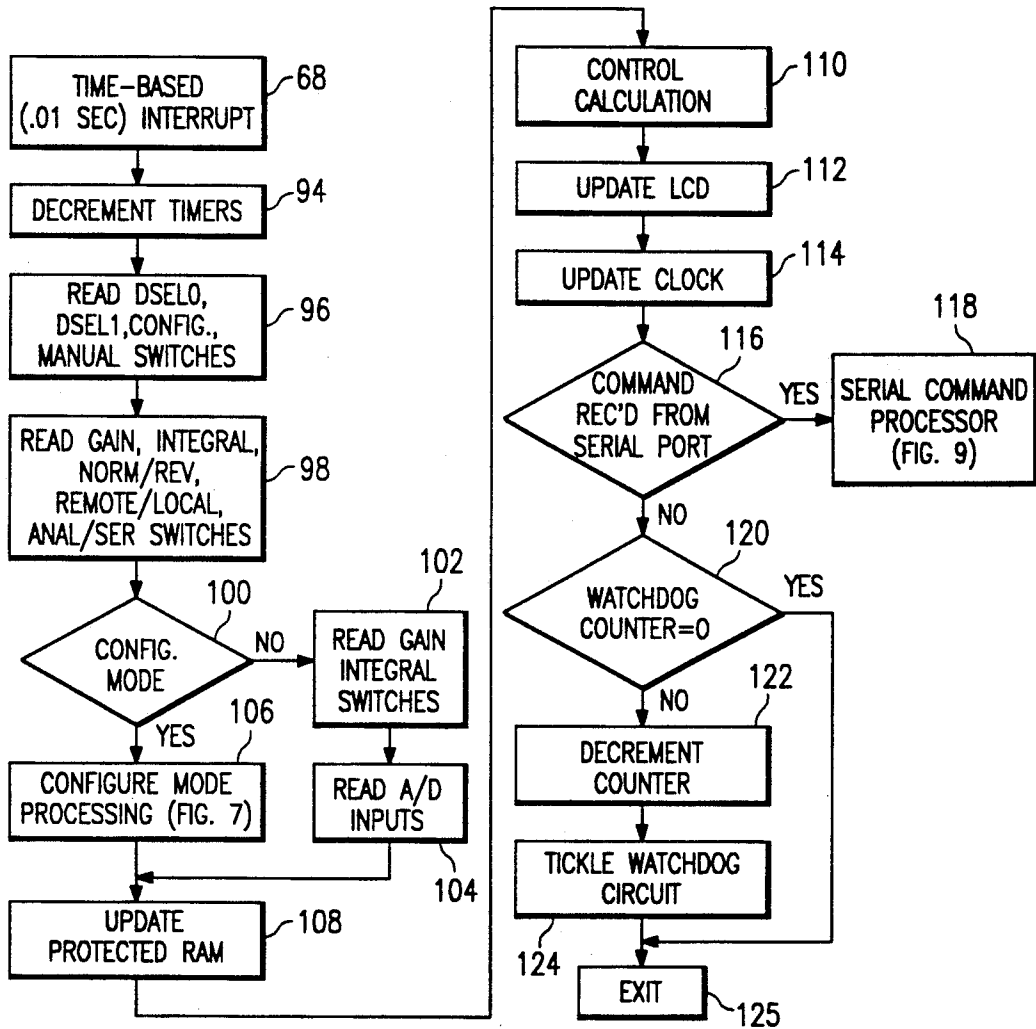 TIME-BASED
(.01 SEC) INTERRUPT
68
DECREMENT TIMERS
94
READ DSEL0,
DSEL1,CONFIG.,
MANUAL SWITCHES
96
READ GAIN, INTEGRAL,
NORM/REV,
REMOTE/LOCAL,
ANAL/SER SWITCHES
98
CONFIG.
MODE
100
NO
READ GAIN
INTEGRAL
SWITCHES
102
READ A/D
INPUTS
104
YES
CONFIGURE MODE
PROCESSING (FIG. 7)
106
UPDATE
PROTECTED RAM
108
CONTROL
CALCULATION
110
UPDATE LCD
112
UPDATE CLOCK
114
COMMAND
REC'D FROM
SERIAL PORT
116
YES
SERIAL COMMAND
PROCESSOR
(FIG. 9)
118
NO
WATCHDOG
COUNTER=0
120
YES
NO
DECREMENT
COUNTER
122
TICKLE WATCHDOG
CIRCUIT
124
EXIT
125